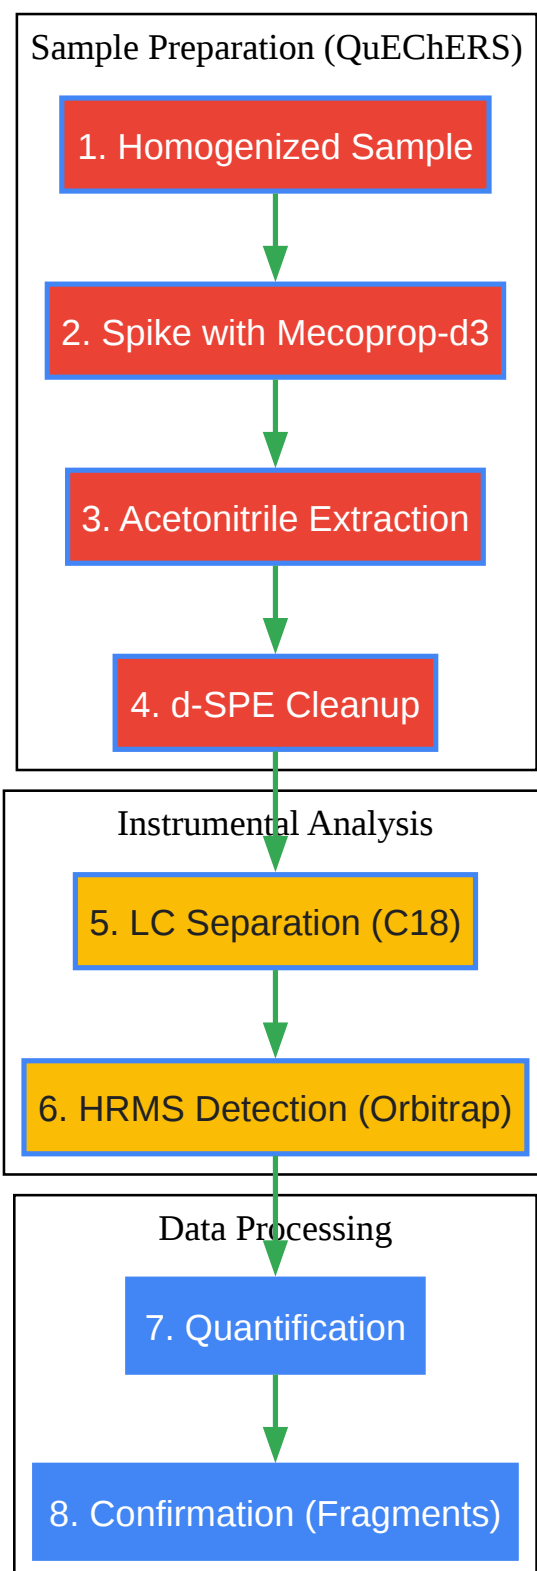 Sample Preparation (QuEChERS)
1. Homogenized Sample
2. Spike with Mecoprop-d3
3. Acetonitrile Extraction
4. d-SPE Cleanup
Instrumental Analysis
5. LC Separation (C18)
6. HRMS Detection (Orbitrap)
Data Processing
7. Quantification
8. Confirmation (Fragments)